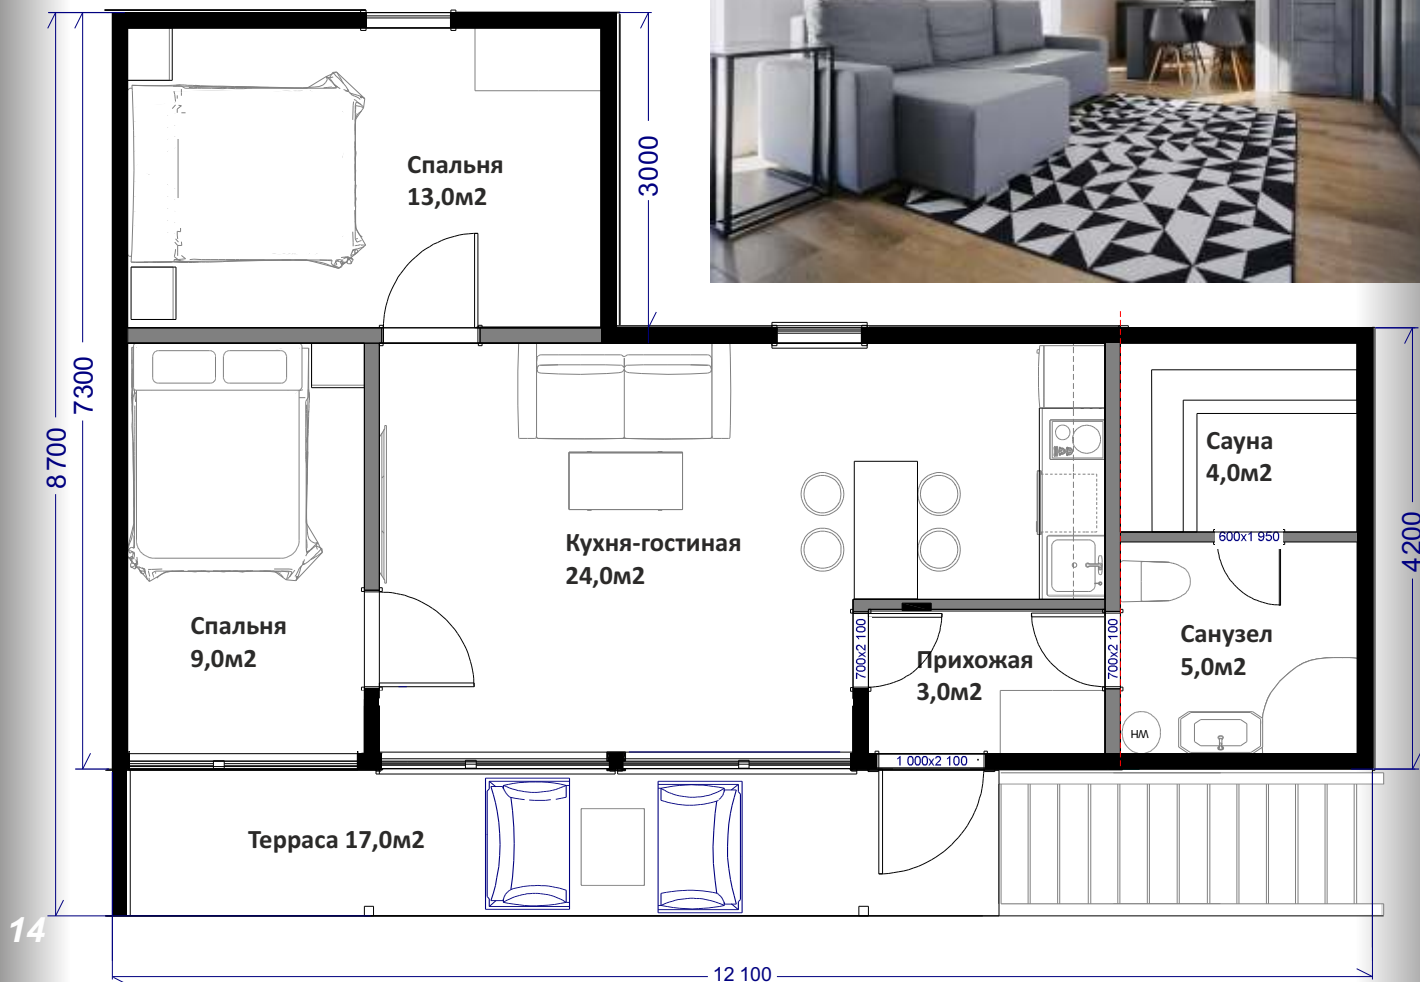 Спальня
13,0м2
3000
7300
8700
Сауна
4,0м2
600x1 950
4200
Кухня-гостиная
24,0м2
Спальня
9,0м2
700x2 100
Прихожая
3,0м2
700x2 100
Санузел
5,0м2
WH
1 000x2 100
Терраса 17,0м2
14
12 100